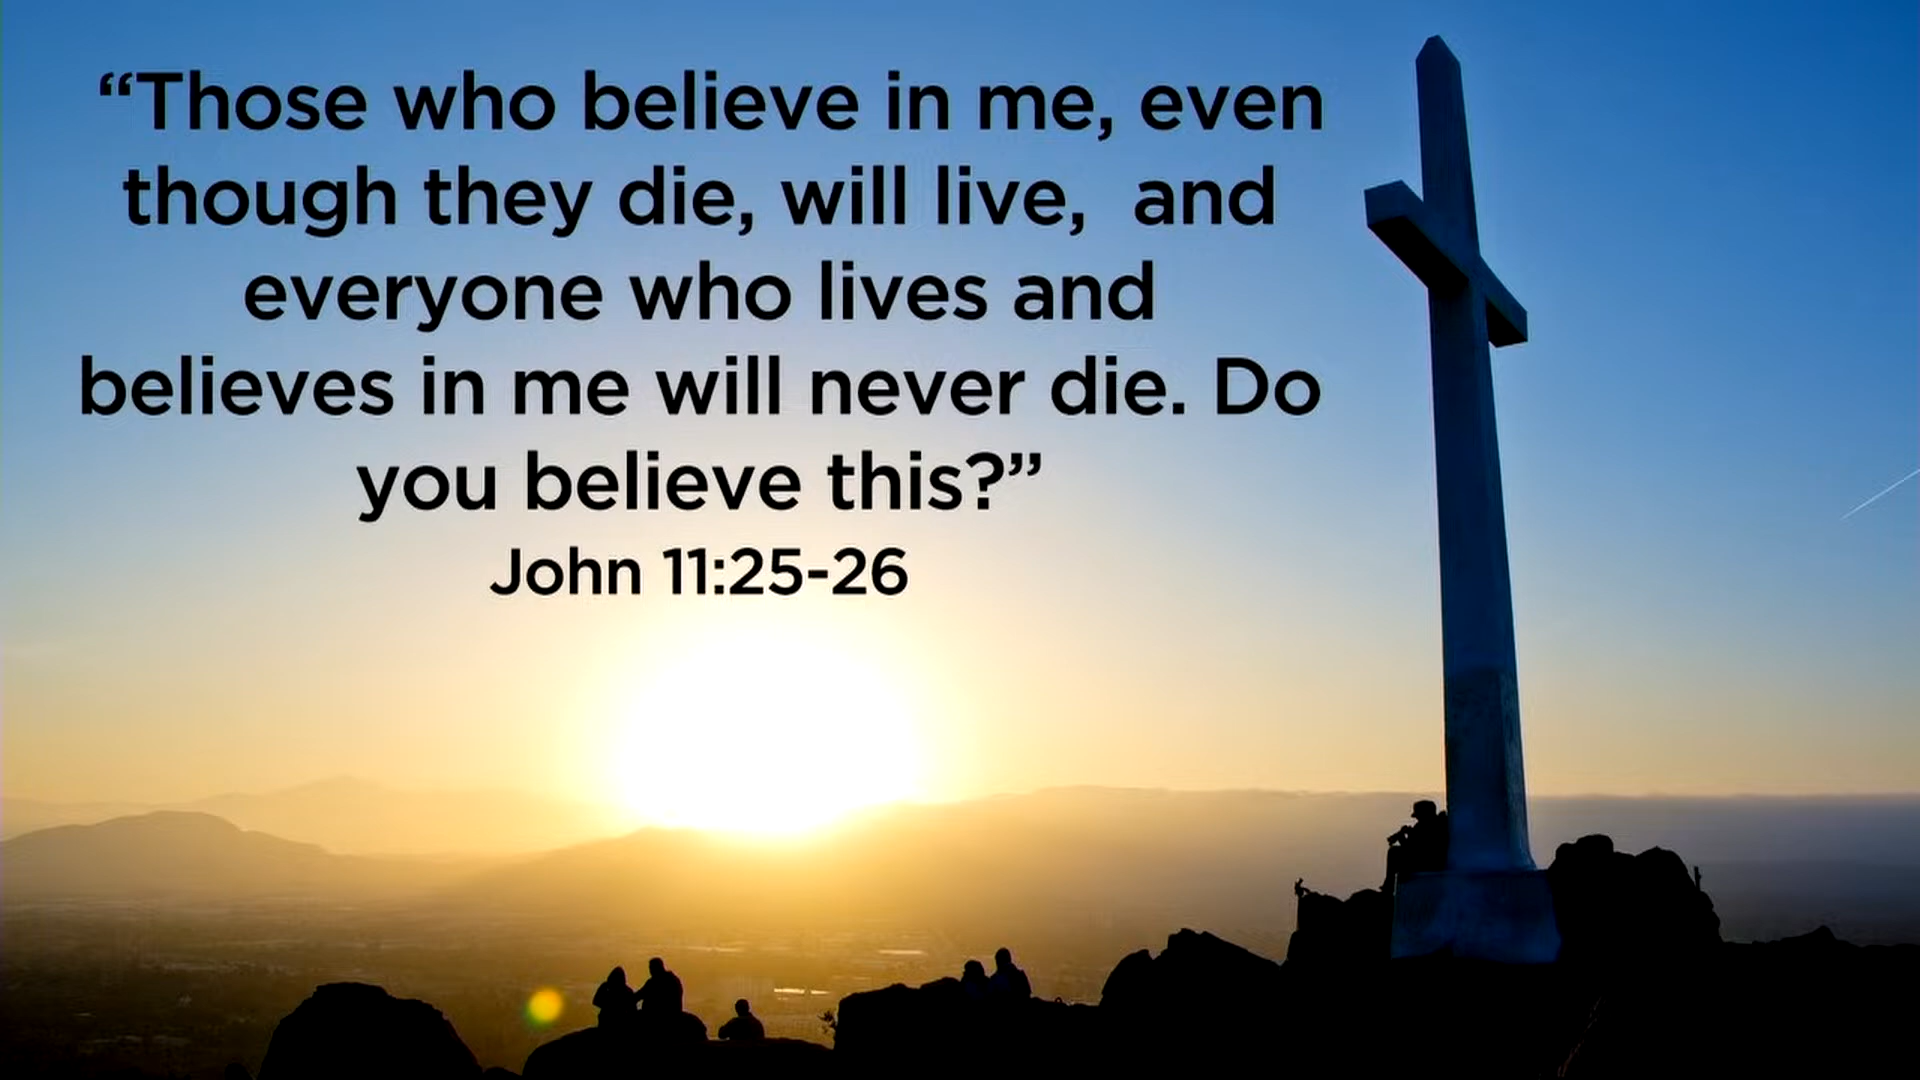 “Those who believe in me, even
though they die, will live,  and
everyone who lives and
believes in me will never die. Do
you believe this?”
John 11:25-26